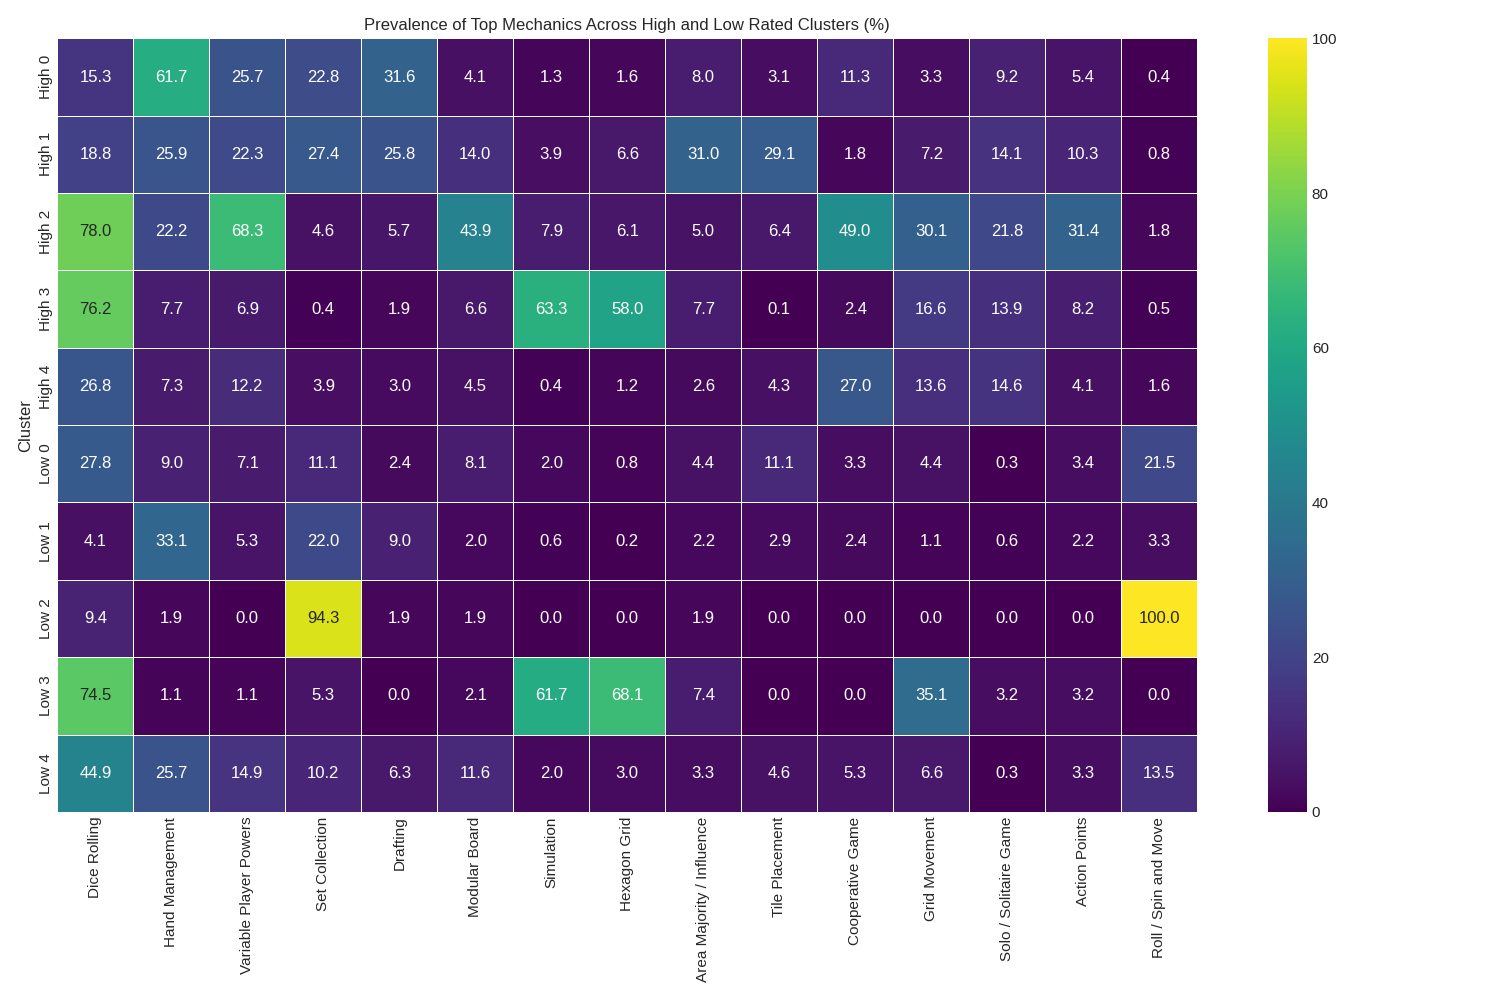 Prevalence of Top Mechanics Across High and Low Rated Clusters (%)
Cluster
High 0 15.3 61.7 25.7 22.8 31.6 4.1 1.3 1.6 8.0 3.1 11.3 3.3 9.2 5.4 0.4
High 1 18.8 25.9 22.3 27.4 25.8 14.0 3.9 6.6 31.0 29.1 1.8 7.2 14.1 10.3 0.8
High 2 78.0 22.2 68.3 4.6 5.7 43.9 7.9 6.1 5.0 6.4 49.0 30.1 21.8 31.4 1.8
High 3 76.2 7.7 6.9 0.4 1.9 6.6 63.3 58.0 7.7 0.1 2.4 16.6 13.9 8.2 0.5
High 4 26.8 7.3 12.2 3.9 3.0 4.5 0.4 1.2 2.6 4.3 27.0 13.6 14.6 4.1 1.6
Low 0 27.8 9.0 7.1 11.1 2.4 8.1 2.0 0.8 4.4 11.1 3.3 4.4 0.3 3.4 21.5
Low 1 4.1 33.1 5.3 22.0 9.0 2.0 0.6 0.2 2.2 2.9 2.4 1.1 0.6 2.2 3.3
Low 2 9.4 1.9 0.0 94.3 1.9 1.9 0.0 0.0 1.9 0.0 0.0 0.0 0.0 0.0 100.0
Low 3 74.5 1.1 1.1 5.3 0.0 2.1 61.7 68.1 7.4 0.0 0.0 35.1 3.2 3.2 0.0
Low 4 44.9 25.7 14.9 10.2 6.3 11.6 2.0 3.0 3.3 4.6 5.3 6.6 0.3 3.3 13.5
Dice Rolling
Hand Management
Variable Player Powers
Set Collection
Drafting
Modular Board
Simulation
Hexagon Grid
Area Majority / Influence
Tile Placement
Cooperative Game
Grid Movement
Solo / Solitaire Game
Action Points
Roll / Spin and Move
100
80
60
40
20
0